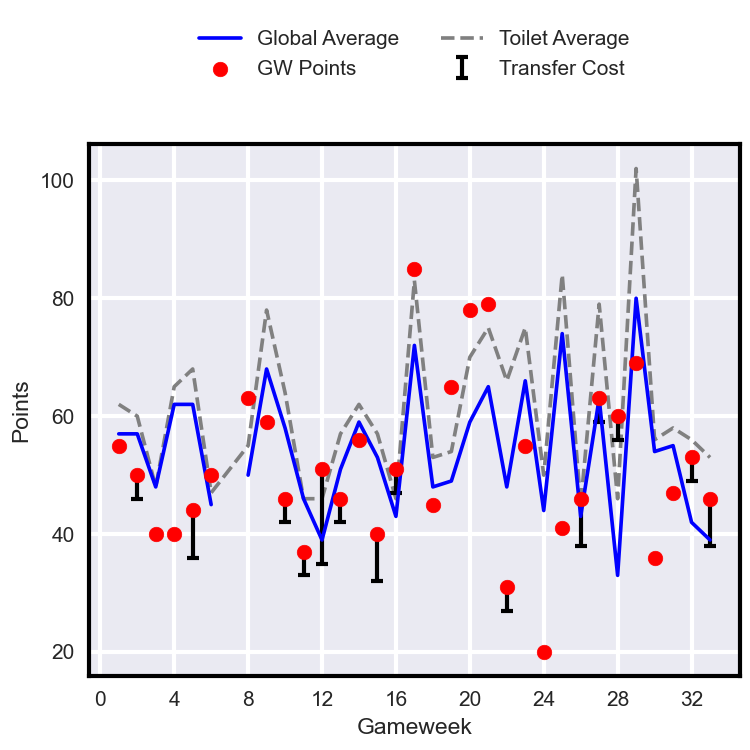 Global Average
Toilet Average
GW Points
Transfer Cost
100
80
60
40
20
Points
0 4 8 12 16 20 24 28 32
Gameweek